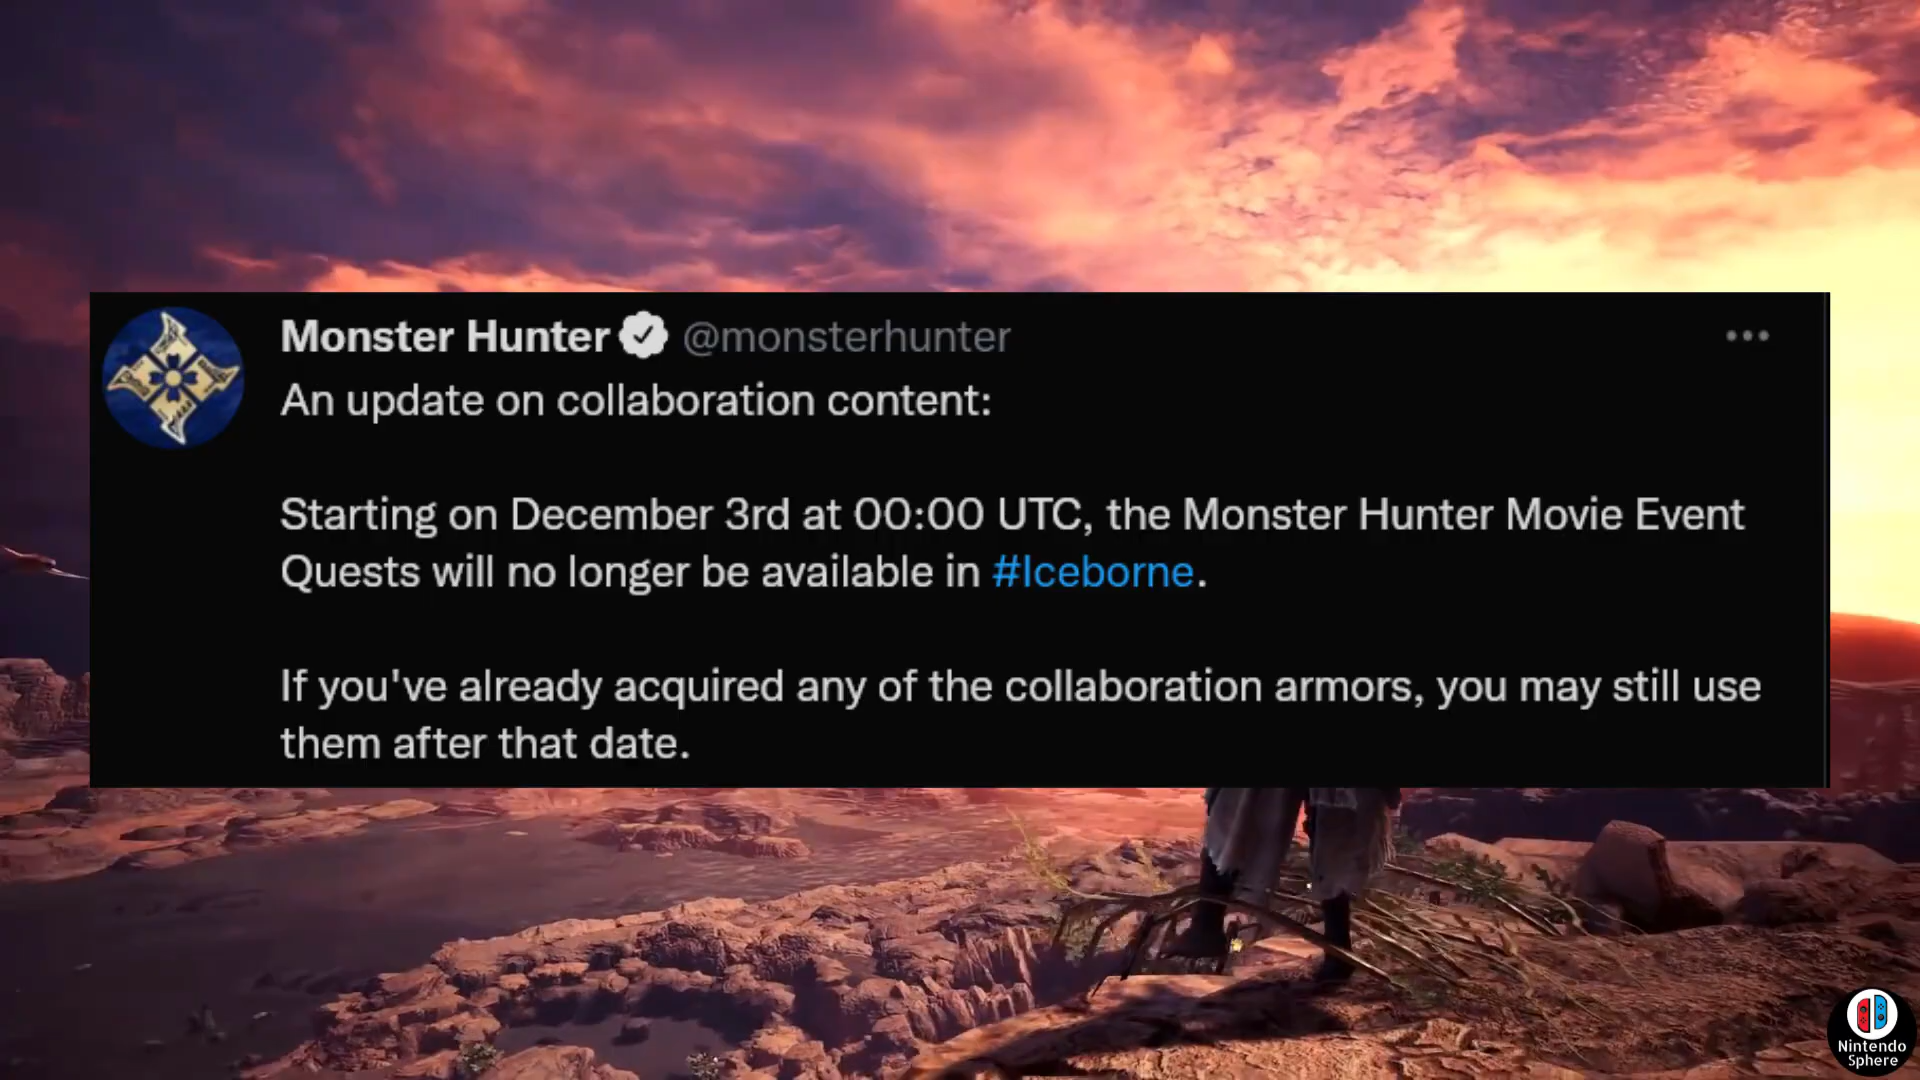 Monster Hunter @monsterhunter
An update on collaboration content:
Starting on December 3rd at 00:00 UTC, the Monster Hunter Movie Event
Quests will no longer be available in #Iceborne.
If you've already acquired any of the collaboration armors, you may still use
them after that date.
Nintendo
Sphere